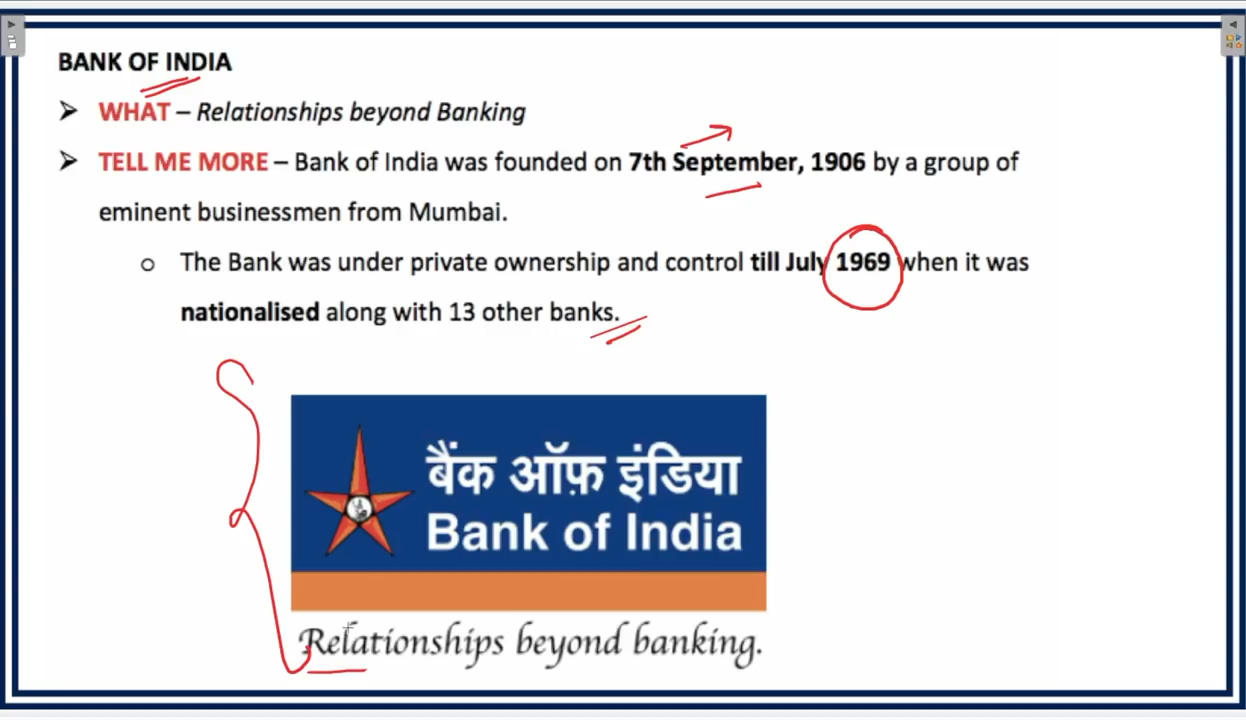 BANK OF INDIA
➤ WHAT – Relationships beyond Banking
➤ TELL ME MORE – Bank of India was founded on 7th September, 1906 by a group of
eminent businessmen from Mumbai.
o The Bank was under private ownership and control till July 1969 when it was
nationalised along with 13 other banks.
बैंक ऑफ़ इंडिया
Bank of India
Relationships beyond banking.